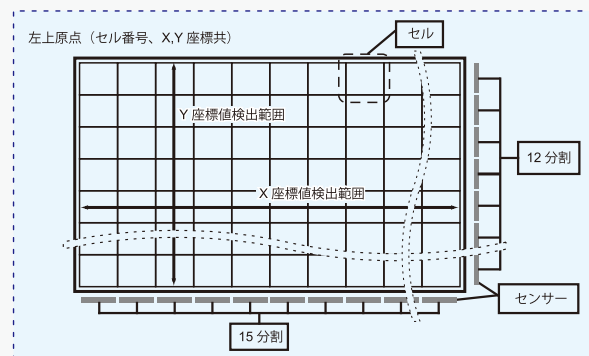 左上原点（セル番号、X,Y 座標共）
セル
Y 座標値検出範囲
12 分割
X 座標値検出範囲
センサー
15 分割